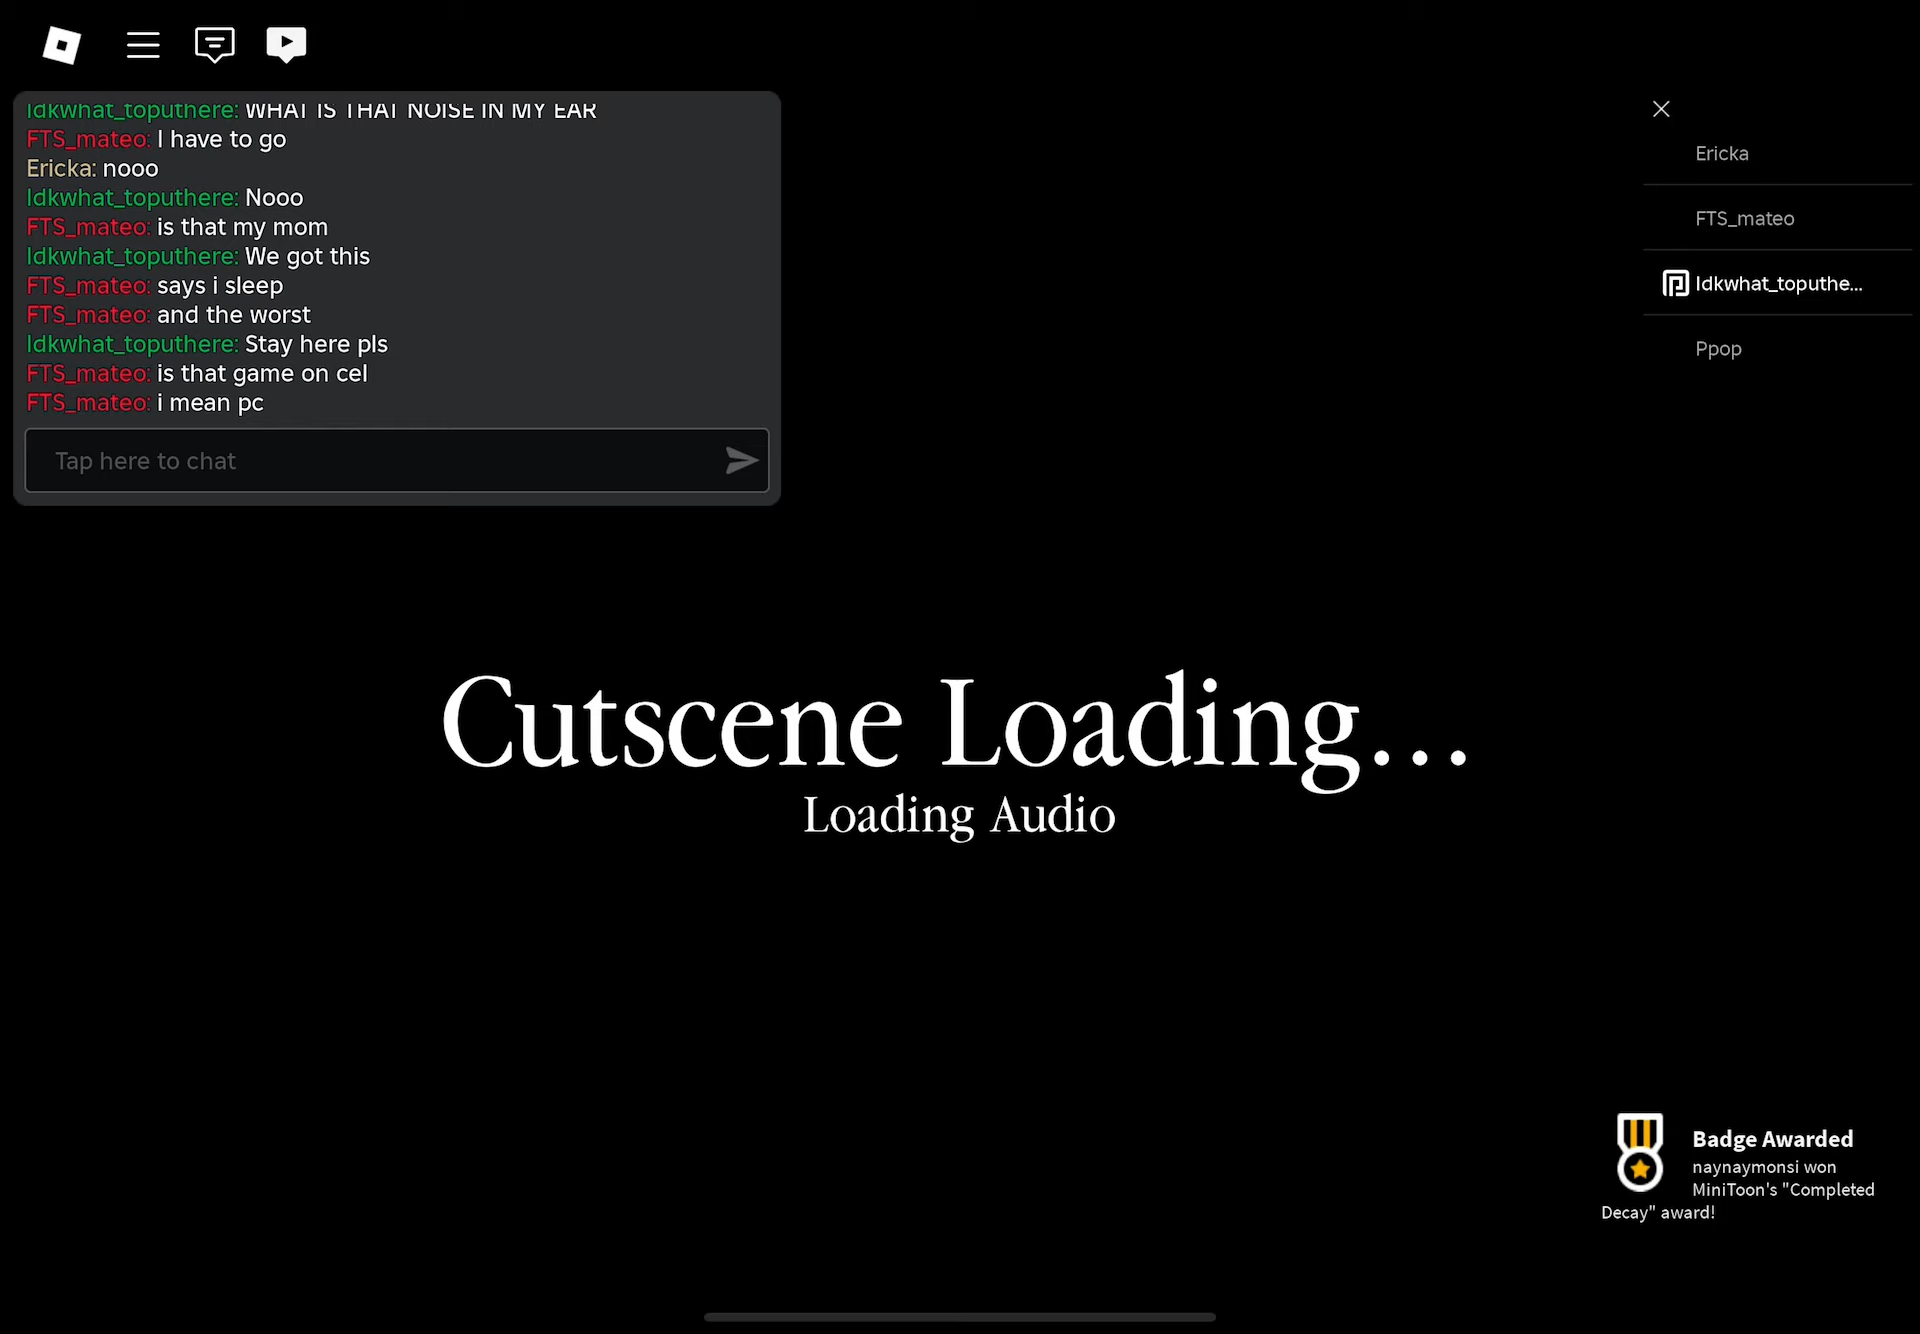 Idkwhat_toputhere: WHAT IS THAT NOISE IN MY EAR
FTS_mateo: I have to go
Ericka: nooo
Idkwhat_toputhere: Nooo
FTS_mateo: is that my mom
Idkwhat_toputhere: We got this
FTS_mateo: says i sleep
FTS_mateo: and the worst
Idkwhat_toputhere: Stay here pls
FTS_mateo: is that game on cel
FTS_mateo: i mean pc
Tap here to chat
Ericka
FTS_mateo
Idkwhat_toputhe...
Ppop
Cutscene Loading...
Loading Audio
Badge Awarded
naynaymonsi won
MiniToon's "Completed
Decay" award!